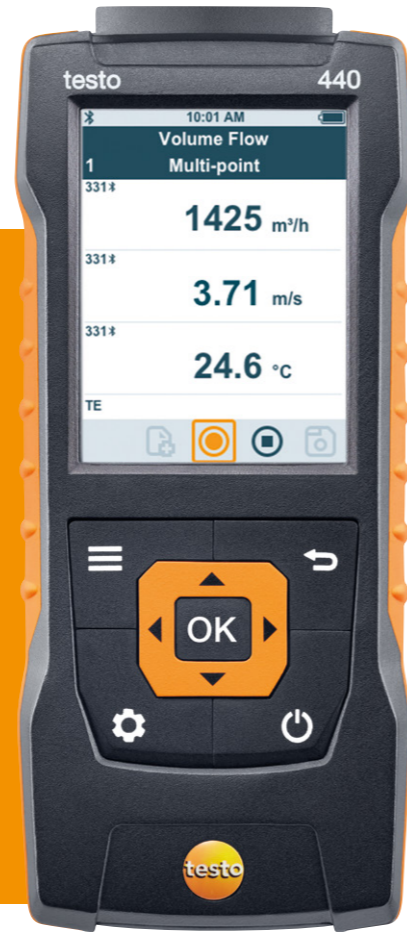 testo 440
10:01 AM
Volume Flow
1 Multi-point
331
1425 m³/h
331
3.71 m/s
331
24.6 °C
TE
OK
testo